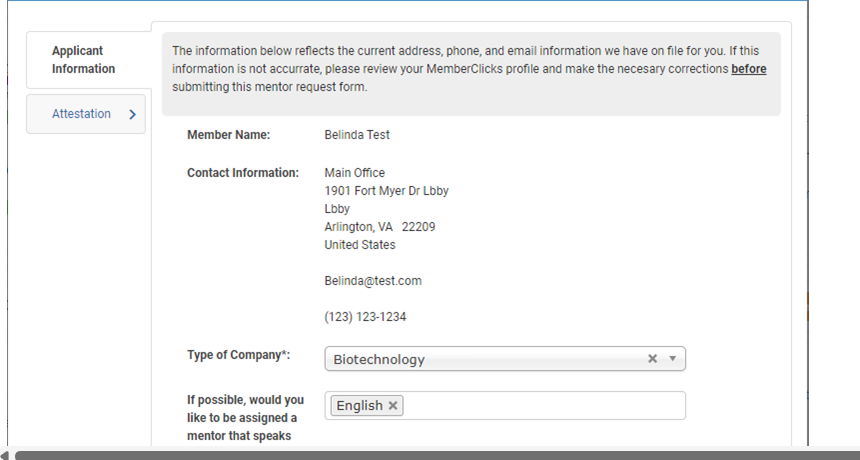 Applicant
Information
Attestation
The information below reflects the current address, phone, and email information we have on file for you. If this
information is not accurrate, please review your MemberClicks profile and make the necesary corrections before
submitting this mentor request form.
Member Name: Belinda Test
Contact Information: Main Office
1901 Fort Myer Dr Lbby
Lbby
Arlington, VA 22209
United States
Belinda@test.com
(123) 123-1234
Type of Company*: Biotechnology
If possible, would you
like to be assigned a
mentor that speaks
English